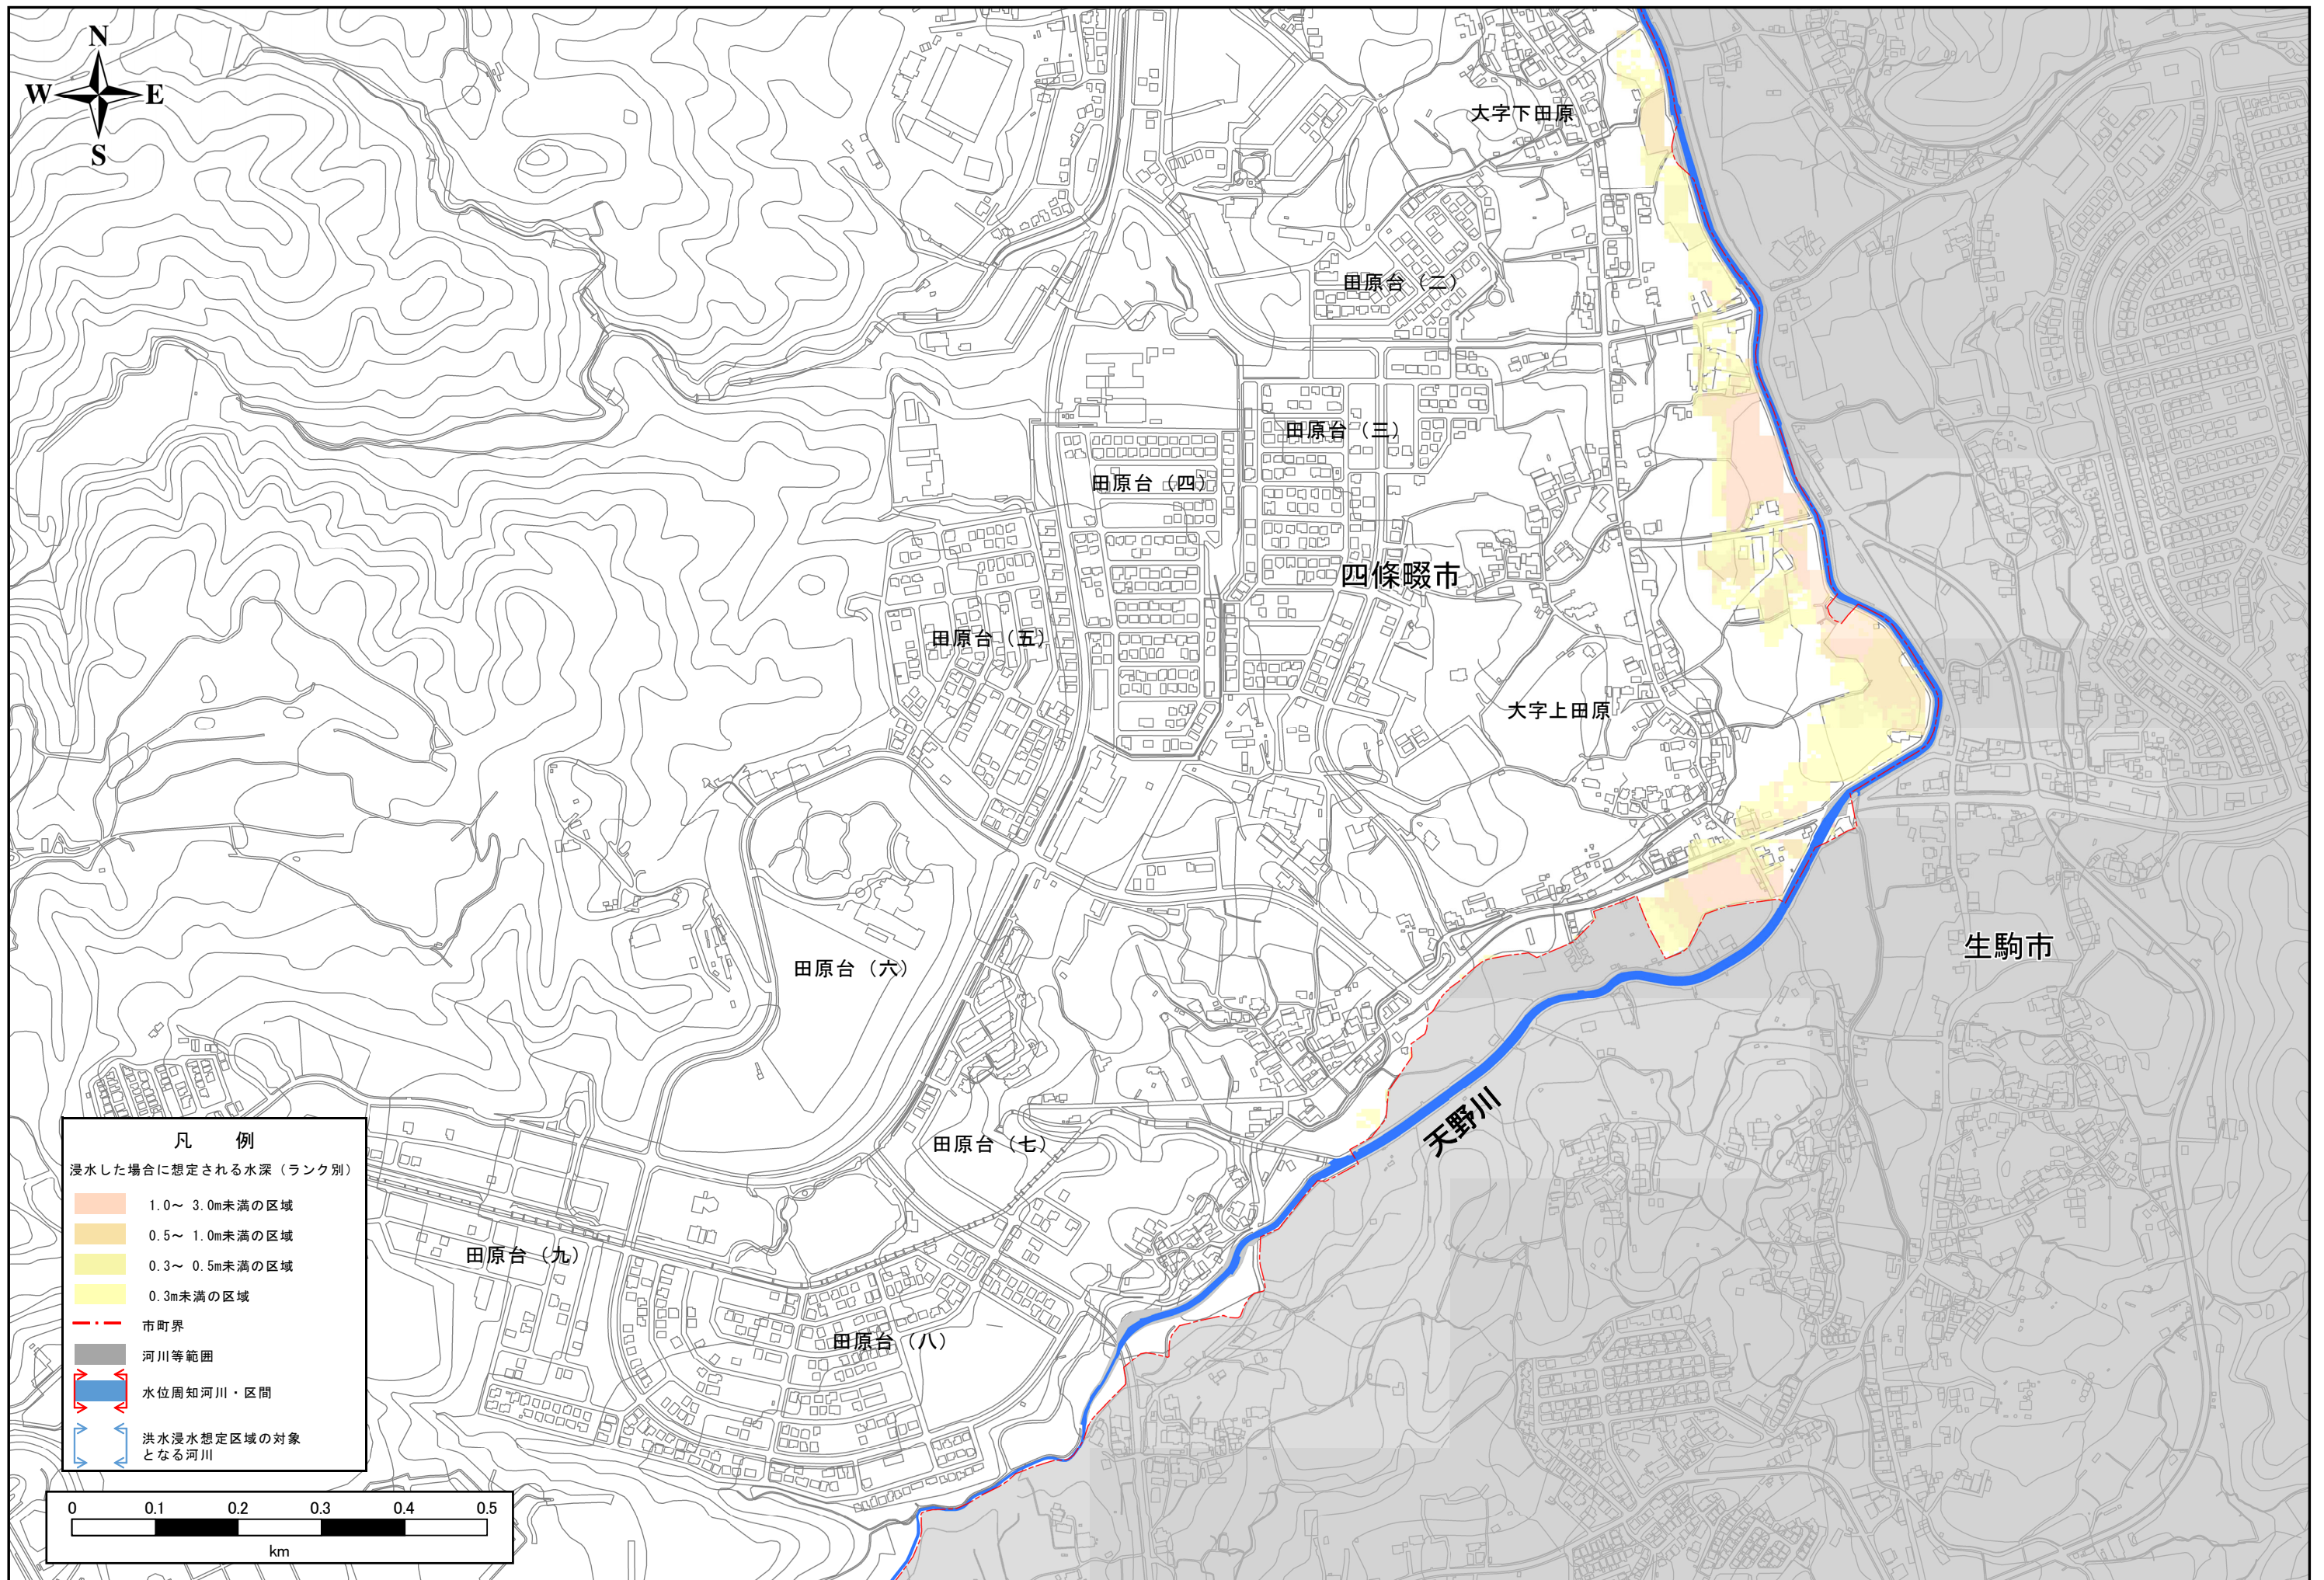 N
W E
S
大字下田原
田原台（二）
田原台（三）
田原台（四）
四條畷市
田原台（五）
大字上田原
生駒市
田原台（六）
天野川
田原台（七）
田原台（九）
田原台（八）
凡 例
浸水した場合に想定される水深（ランク別）
1.0～ 3.0m未満の区域
0.5～ 1.0m未満の区域
0.3～ 0.5m未満の区域
0.3m未満の区域
市町界
河川等範囲
水位周知河川・区間
洪水浸水想定区域の対象
となる河川
0 0.1 0.2 0.3 0.4 0.5
km